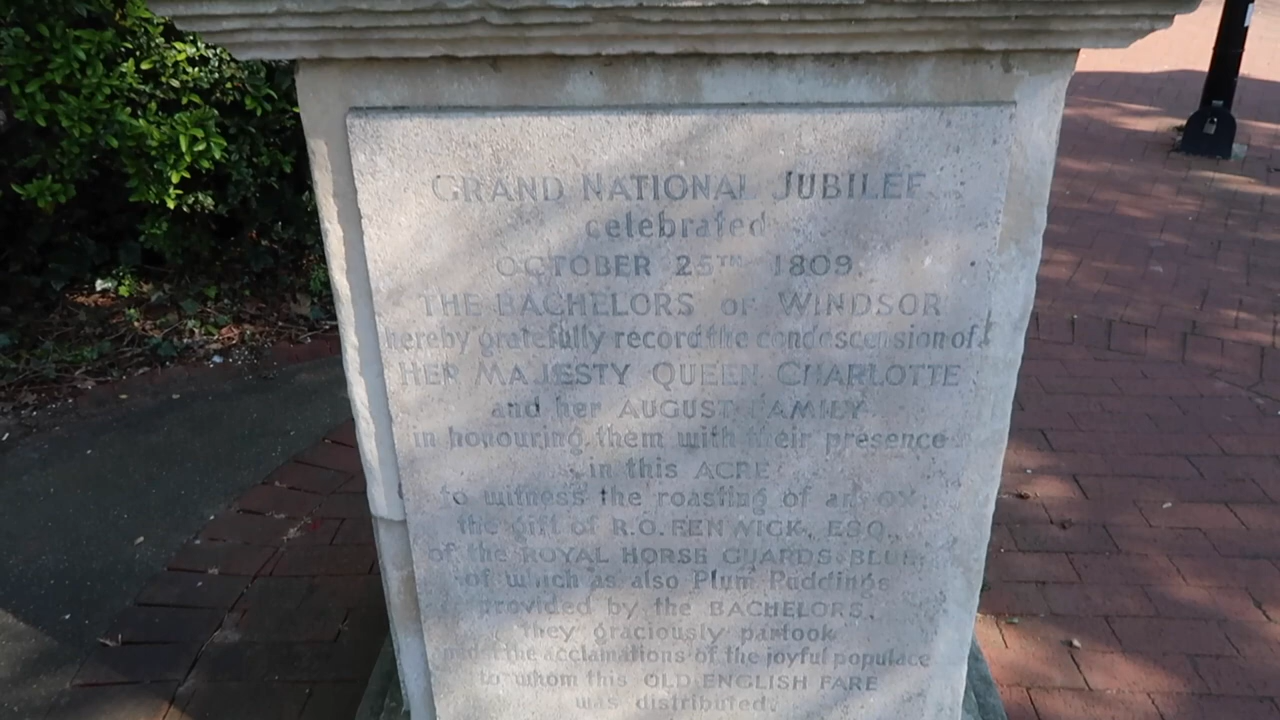 GRAND NATIONAL JUBILEE
celebrated
OCTOBER 25TH 1809.
THE BACHELORS OF WINDSOR
hereby gratefully record the condescension of
HER MAJESTY QUEEN CHARLOTTE
and her AUGUST FAMILY
in honouring them with their presence
in this ACRE
to witness the roasting of an OX
the gift of R.O. FENWICK, ESQ.,
of the ROYAL HORSE GUARDS BLUE,
of which as also Plum Puddings
provided by the BACHELORS,
they graciously partook
amidst the acclamations of the joyful populace
to whom this OLD ENGLISH FARE
was distributed.